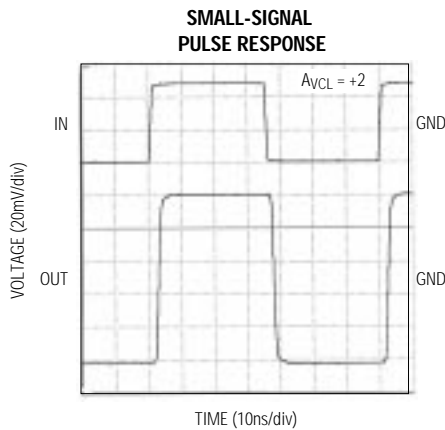 SMALL-SIGNAL
PULSE RESPONSE
AVCL = +2
IN
GND
VOLTAGE (20mV/div)
OUT
GND
TIME (10ns/div)